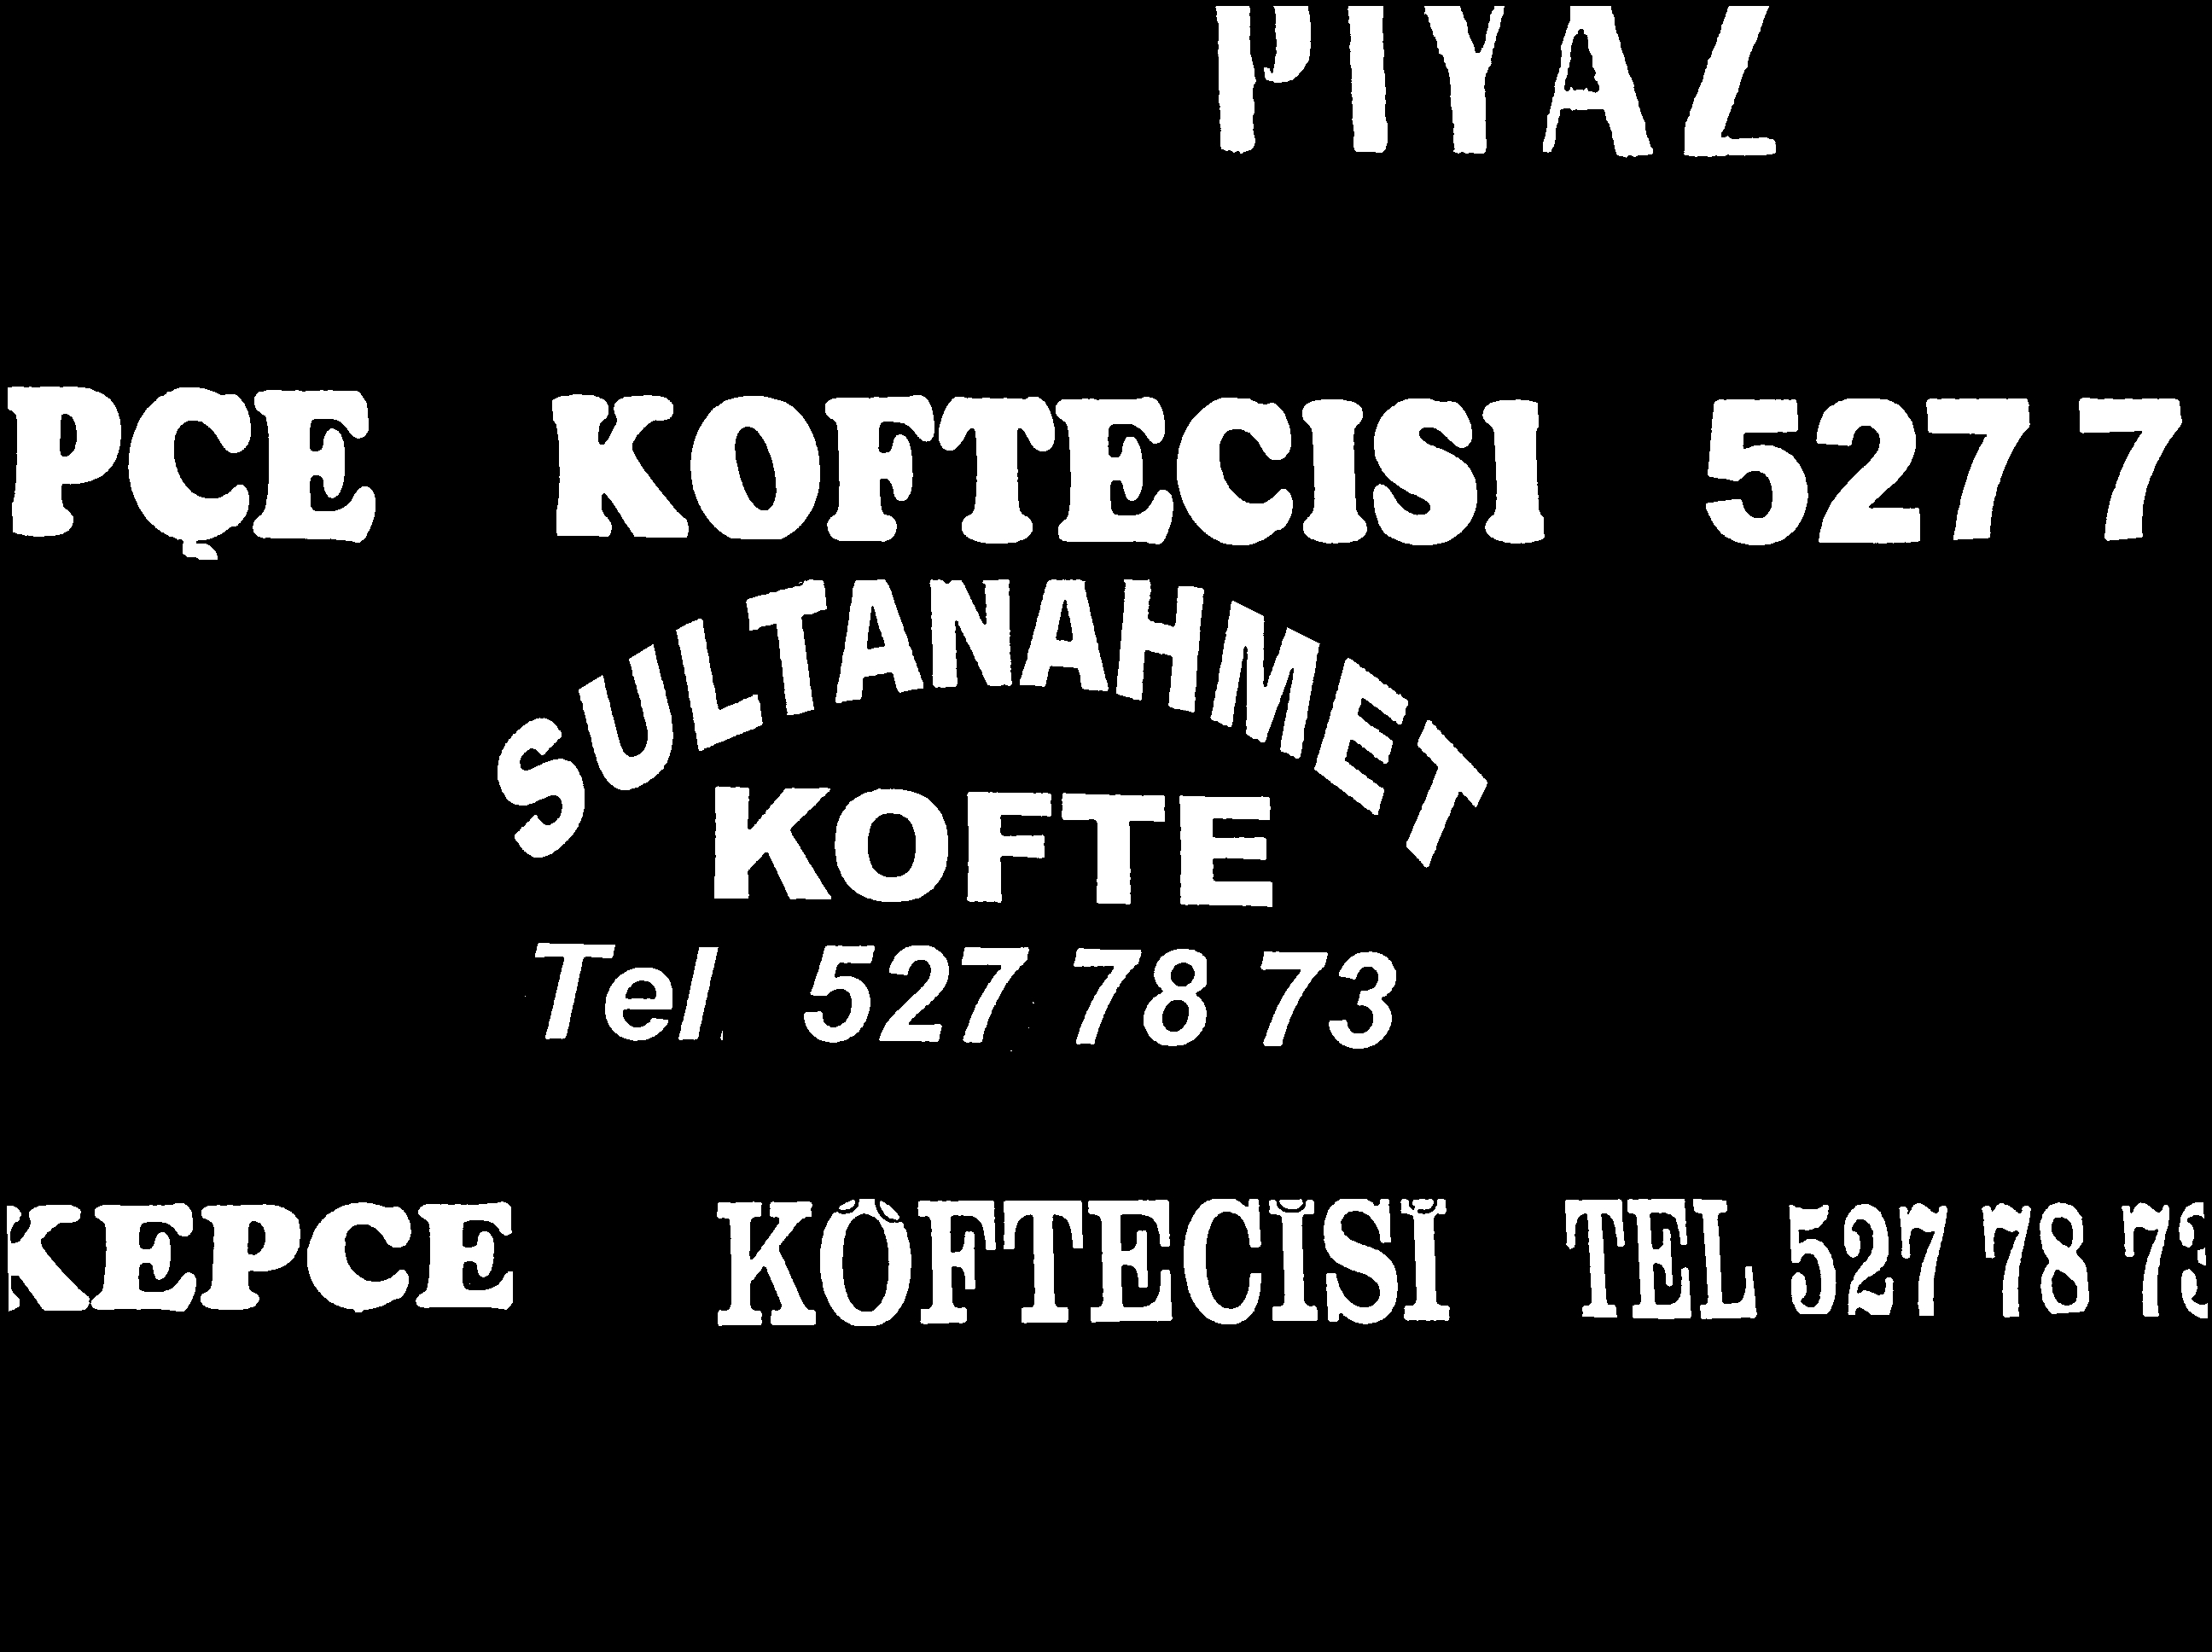 PIYAZ
PÇE KOFTECISI 527 7
SULTANAHMET
KOFTE
Tel. 527 78 73
KEPCE KÖFTECİSİ TEL 527 78 73